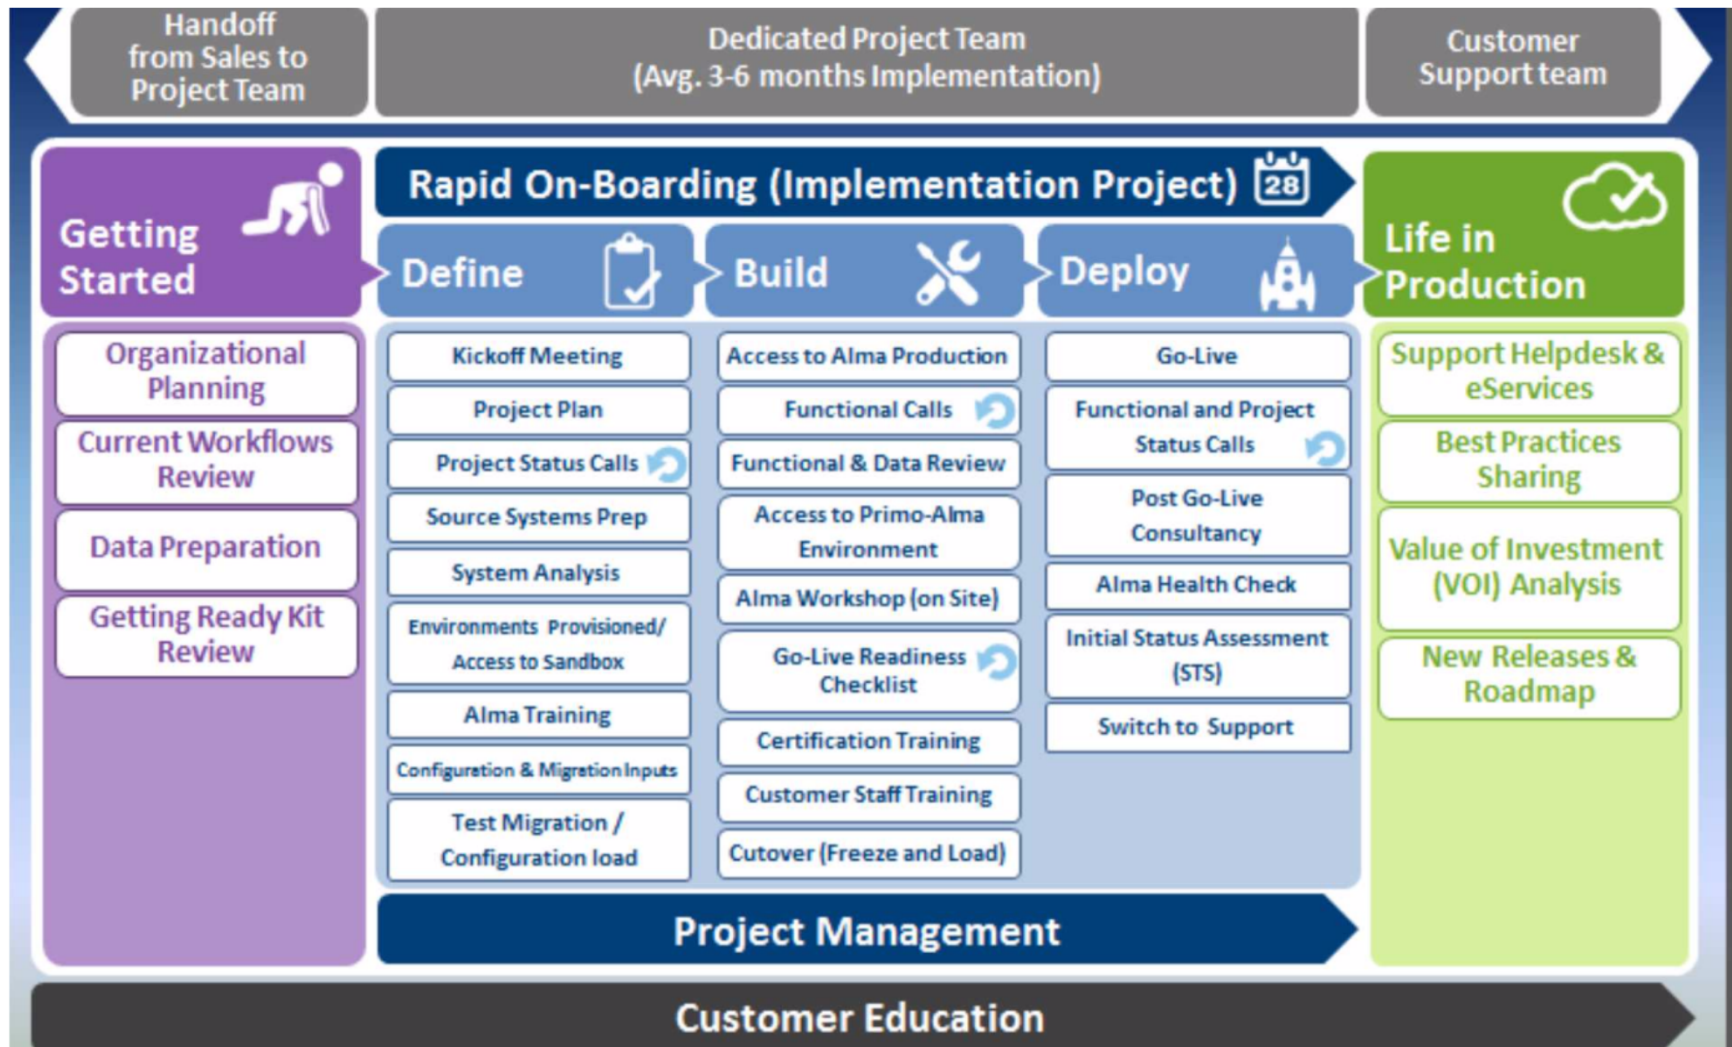 Handoff
from Sales to
Project Team
Dedicated Project Team
(Avg. 3-6 months Implementation)
Customer
Support team
Getting
Started
Rapid On-Boarding (Implementation Project)
28
Define
Build
Deploy
Life in
Production
Organizational
Planning
Current Workflows
Review
Data Preparation
Getting Ready Kit
Review
Kickoff Meeting
Project Plan
Project Status Calls
Source Systems Prep
System Analysis
Environments Provisioned/
Access to Sandbox
Alma Training
Configuration & Migration Inputs
Test Migration /
Configuration load
Access to Alma Production
Functional Calls
Functional & Data Review
Access to Primo-Alma
Environment
Alma Workshop (on Site)
Go-Live Readiness
Checklist
Certification Training
Customer Staff Training
Cutover (Freeze and Load)
Go-Live
Functional and Project
Status Calls
Post Go-Live
Consultancy
Alma Health Check
Initial Status Assessment
(STS)
Switch to Support
Support Helpdesk &
eServices
Best Practices
Sharing
Value of Investment
(VOI) Analysis
New Releases &
Roadmap
Project Management
Customer Education